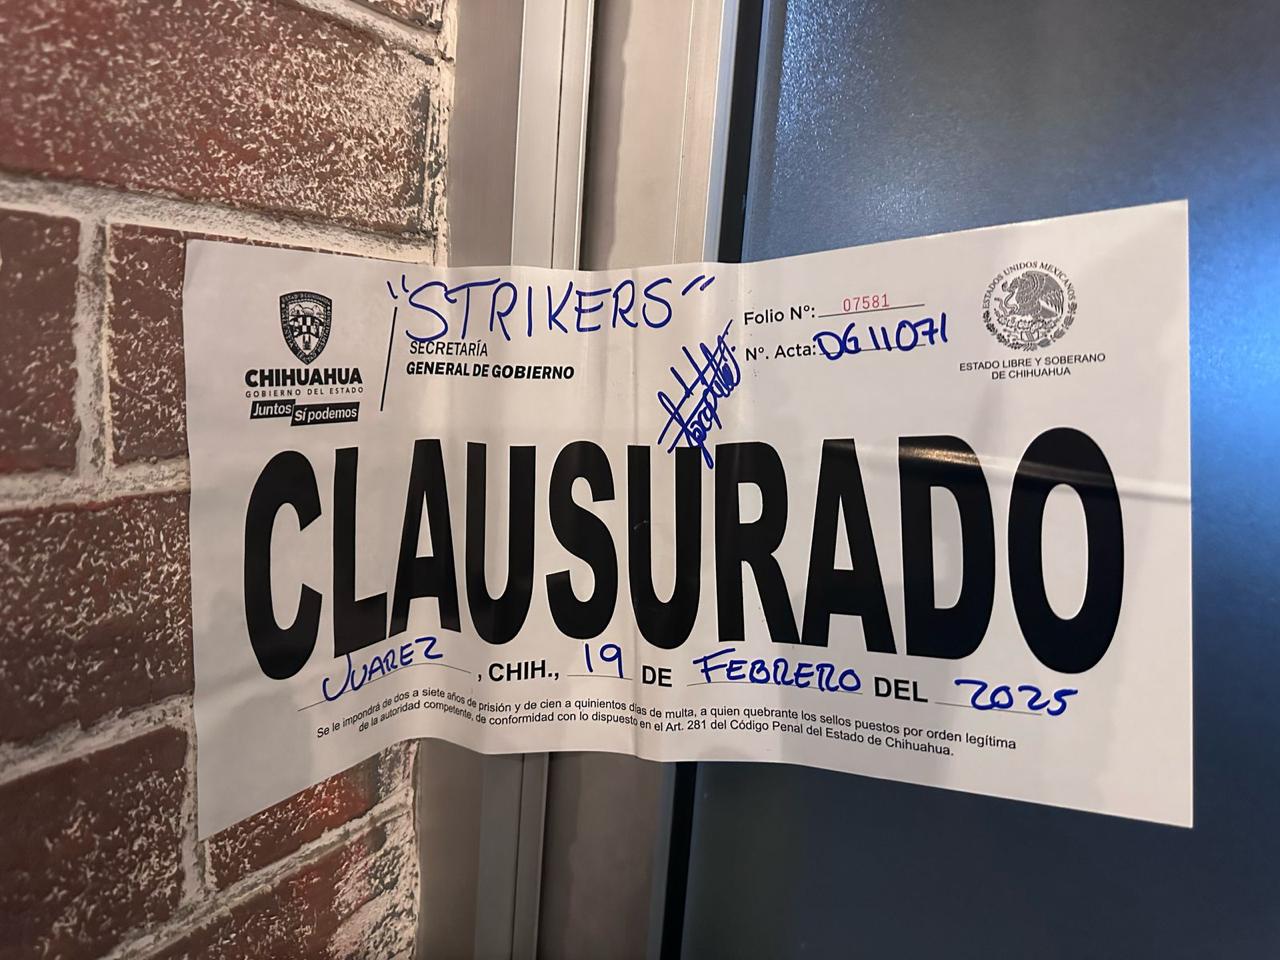 "STRIKERS"
SECRETARÍA
GENERAL DE GOBIERNO
CHIHUAHUA
GOBIERNO DEL ESTADO
Juntos Sí podemos
Folio Nº: 07581
Nº. Acta: DG11071
ESTADOS UNIDOS MEXICANOS
ESTADO LIBRE Y SOBERANO
DE CHIHUAHUA
CLAUSURADO
JUAREZ, CHIH., 19 DE FEBRERO DEL 2025
Se le impondrá de dos a siete años de prisión y de cien a quinientos días de multa, a quien quebrante los sellos puestos por orden legítima
de la autoridad competente, de conformidad con lo dispuesto en el Art. 281 del Código Penal del Estado de Chihuahua.